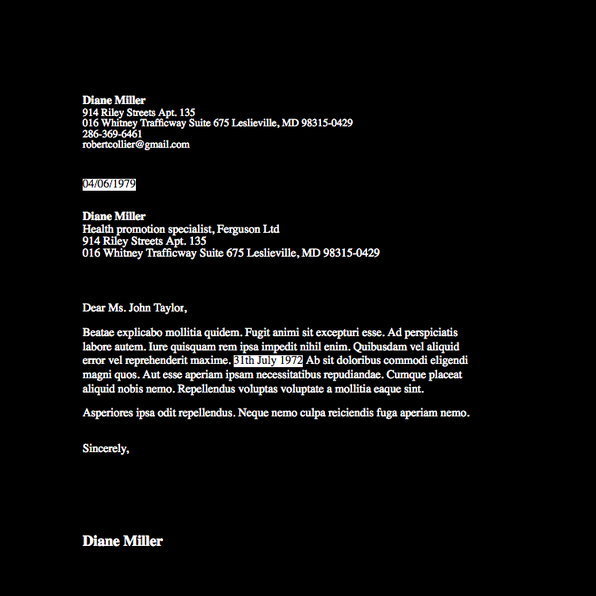 Diane Miller
914 Riley Streets Apt. 135
016 Whitney Trafficway Suite 675 Leslieville, MD 98315-0429
286-369-6461
robertcollier@gmail.com
04/06/1979
Diane Miller
Health promotion specialist, Ferguson Ltd
914 Riley Streets Apt. 135
016 Whitney Trafficway Suite 675 Leslieville, MD 98315-0429
Dear Ms. John Taylor,
Beatae explicabo mollitia quidem. Fugit animi sit excepturi esse. Ad perspiciatis
labore autem. Iure quisquam rem ipsa impedit nihil enim. Quibusdam vel aliquid
error vel reprehenderit maxime. 31th July 1972 Ab sit doloribus commodi eligendi
magni quos. Aut esse aperiam ipsam necessitatibus repudiandae. Cumque placeat
aliquid nobis nemo. Repellendus voluptas voluptate a mollitia eaque sint.
Asperiores ipsa odit repellendus. Neque nemo culpa reiciendis fuga aperiam nemo.
Sincerely,
Diane Miller